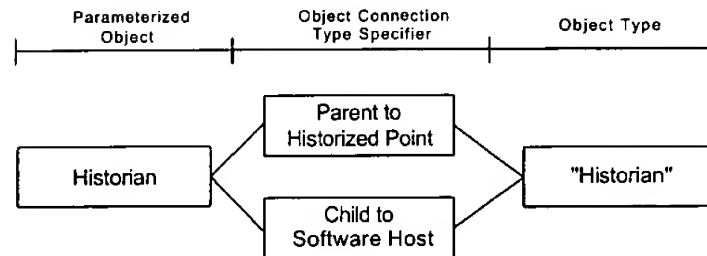 Parameterized
Object
Object Connection
Type Specifier
Object Type
Historian
Parent to
Historized Point
Child to
Software Host
"Historian"